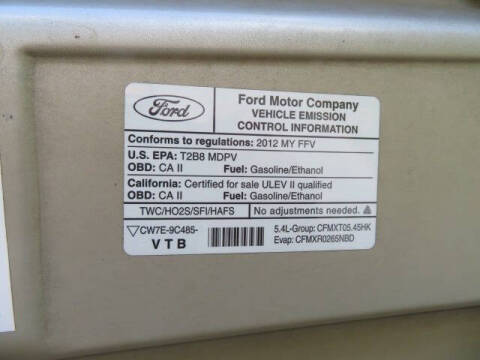 Ford
Ford Motor Company
VEHICLE EMISSION
CONTROL INFORMATION
Conforms to regulations: 2012 MY FFV
U.S. EPA: T2B8 MDPV
OBD: CA II Fuel: Gasoline/Ethanol
California: Certified for sale ULEV II qualified
OBD: CA II Fuel: Gasoline/Ethanol
TWC/HO2S/SFI/HAFS No adjustments needed.
CW7E-9C485-
VTB
5.4L-Group: CFMXT05.45HK
Evap: CFMXR0265NBD